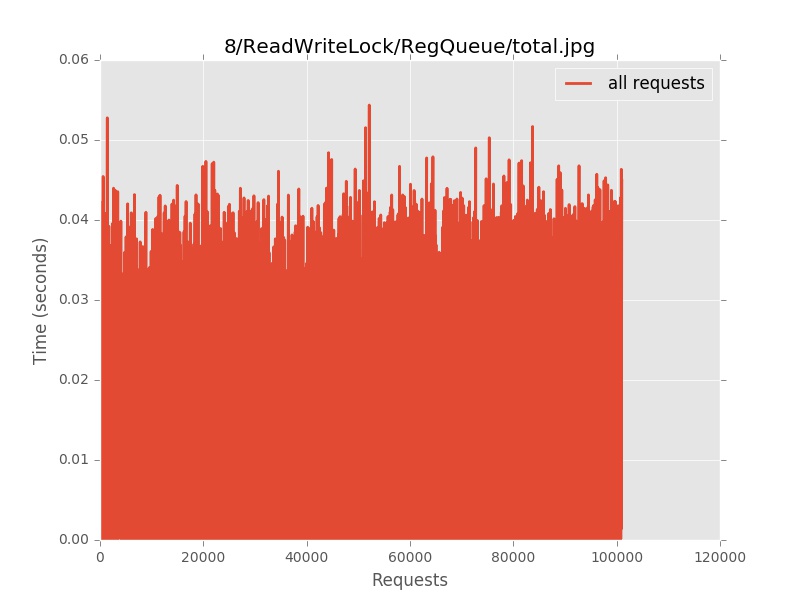 8/ReadWriteLock/RegQueue/total.jpg
all requests
0.06
0.05
0.04
0.03
0.02
0.01
0.00
Time (seconds)
0 20000 40000 60000 80000 100000 120000
Requests